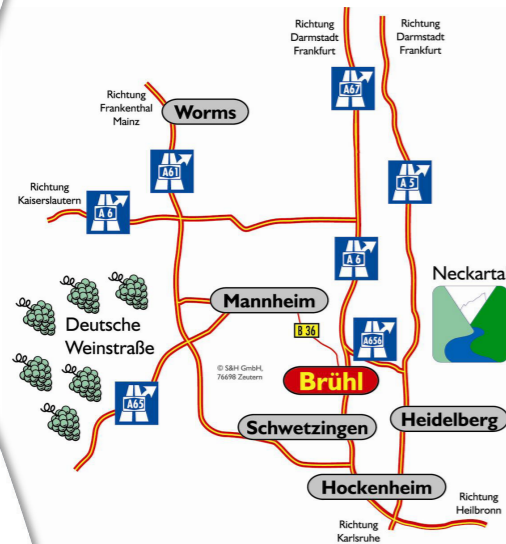 Richtung
Darmstadt
Frankfurt
Richtung
Darmstadt
Frankfurt
A67
Richtung
Frankenthal
Mainz
Worms
A61
A 5
Richtung
Kaiserslautern
A 6
A 6
Neckarta
Mannheim
B 36
Deutsche
Weinstraße
A656
© S&H GmbH,
76698 Zeutern
Brühl
A65
Schwetzingen
Heidelberg
Hockenheim
Richtung
Heilbronn
Richtung
Karlsruhe